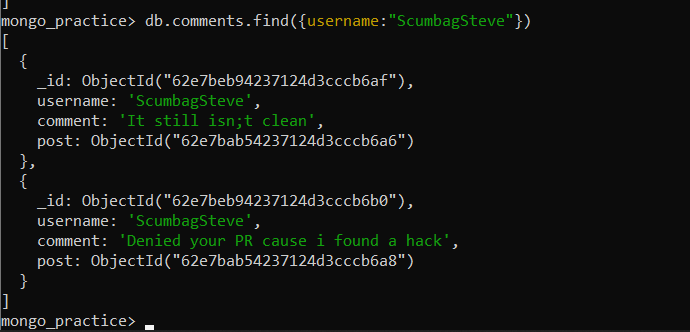 ]
mongo_practice> db.comments.find({username:"ScumbagSteve"})
[
  {
    _id: ObjectId("62e7beb94237124d3cccb6af"),
    username: 'ScumbagSteve',
    comment: 'It still isn;t clean',
    post: ObjectId("62e7bab54237124d3cccb6a6")
  },
  {
    _id: ObjectId("62e7beb94237124d3cccb6b0"),
    username: 'ScumbagSteve',
    comment: 'Denied your PR cause i found a hack',
    post: ObjectId("62e7bab54237124d3cccb6a8")
  }
]
mongo_practice>